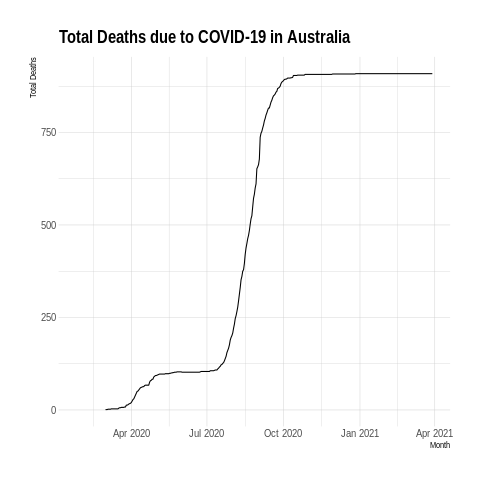 Total Deaths due to COVID-19 in Australia
Total Deaths
750
500
250
0
Apr 2020 Jul 2020 Oct 2020 Jan 2021 Apr 2021
Month